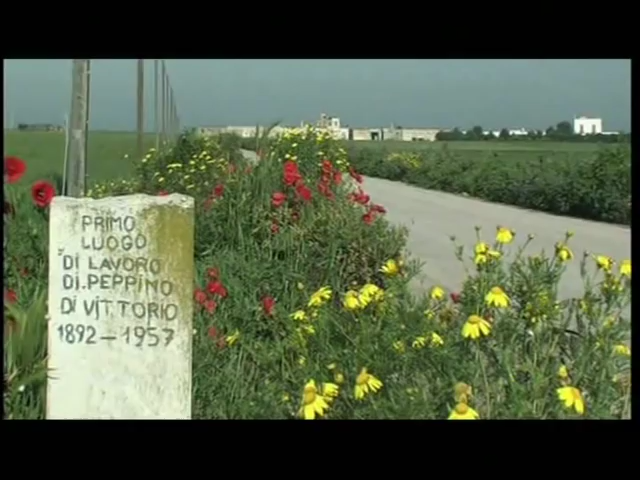 PRIMO
LUOGO
DI LAVORO
DI.PEPPINO
DI VITTORIO
1892-1957